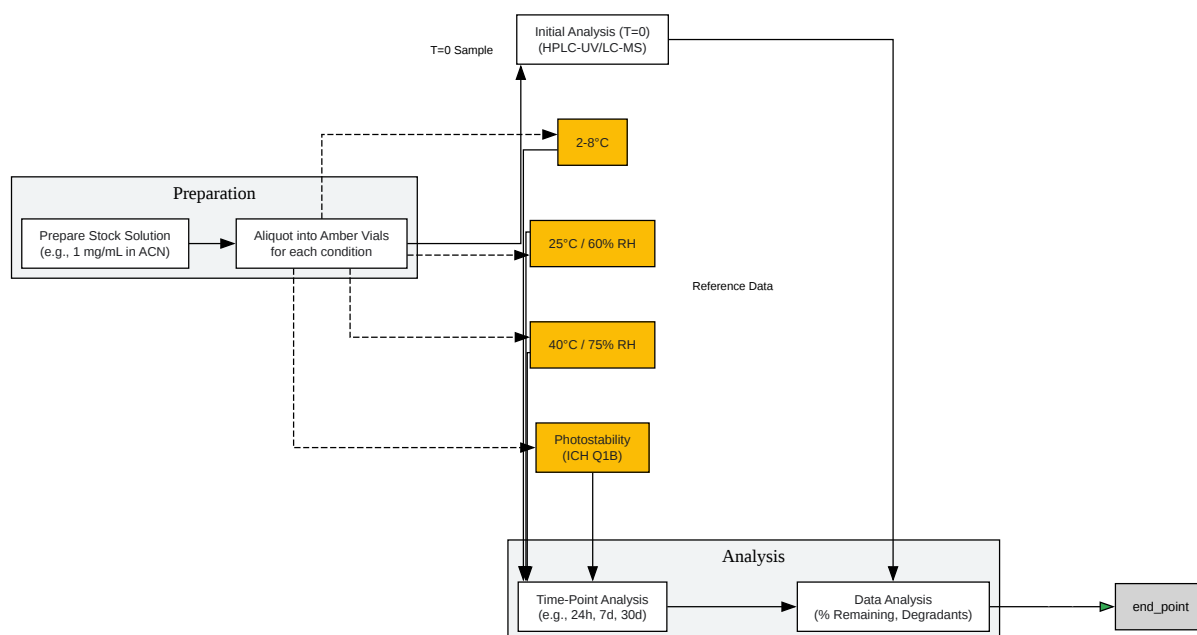 Initial Analysis (T=0)
(HPLC-UV/LC-MS)
T=0 Sample
2-8°C
Preparation
Prepare Stock Solution
(e.g., 1 mg/mL in ACN)
Aliquot into Amber Vials
for each condition
25°C / 60% RH
Reference Data
40°C / 75% RH
Photostability
(ICH Q1B)
Analysis
Time-Point Analysis
(e.g., 24h, 7d, 30d)
Data Analysis
(% Remaining, Degradants)
end_point